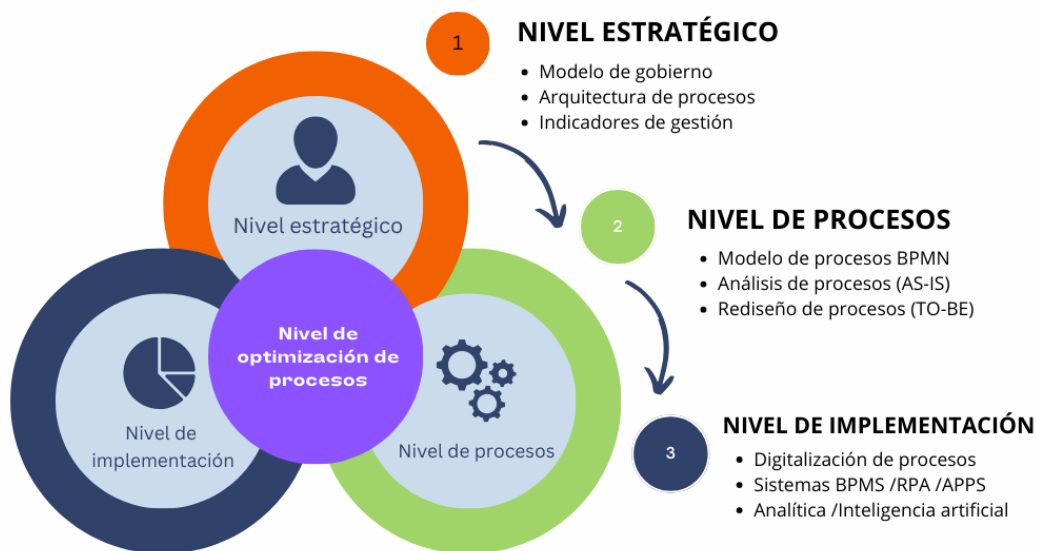 1
NIVEL ESTRATÉGICO
• Modelo de gobierno
• Arquitectura de procesos
• Indicadores de gestión
Nivel estratégico
2
NIVEL DE PROCESOS
• Modelo de procesos BPMN
• Análisis de procesos (AS-IS)
• Rediseño de procesos (TO-BE)
Nivel de
optimización de
procesos
Nivel de
implementación
Nivel de procesos
3
NIVEL DE IMPLEMENTACIÓN
• Digitalización de procesos
• Sistemas BPMS /RPA /APPS
• Analítica /Inteligencia artificial